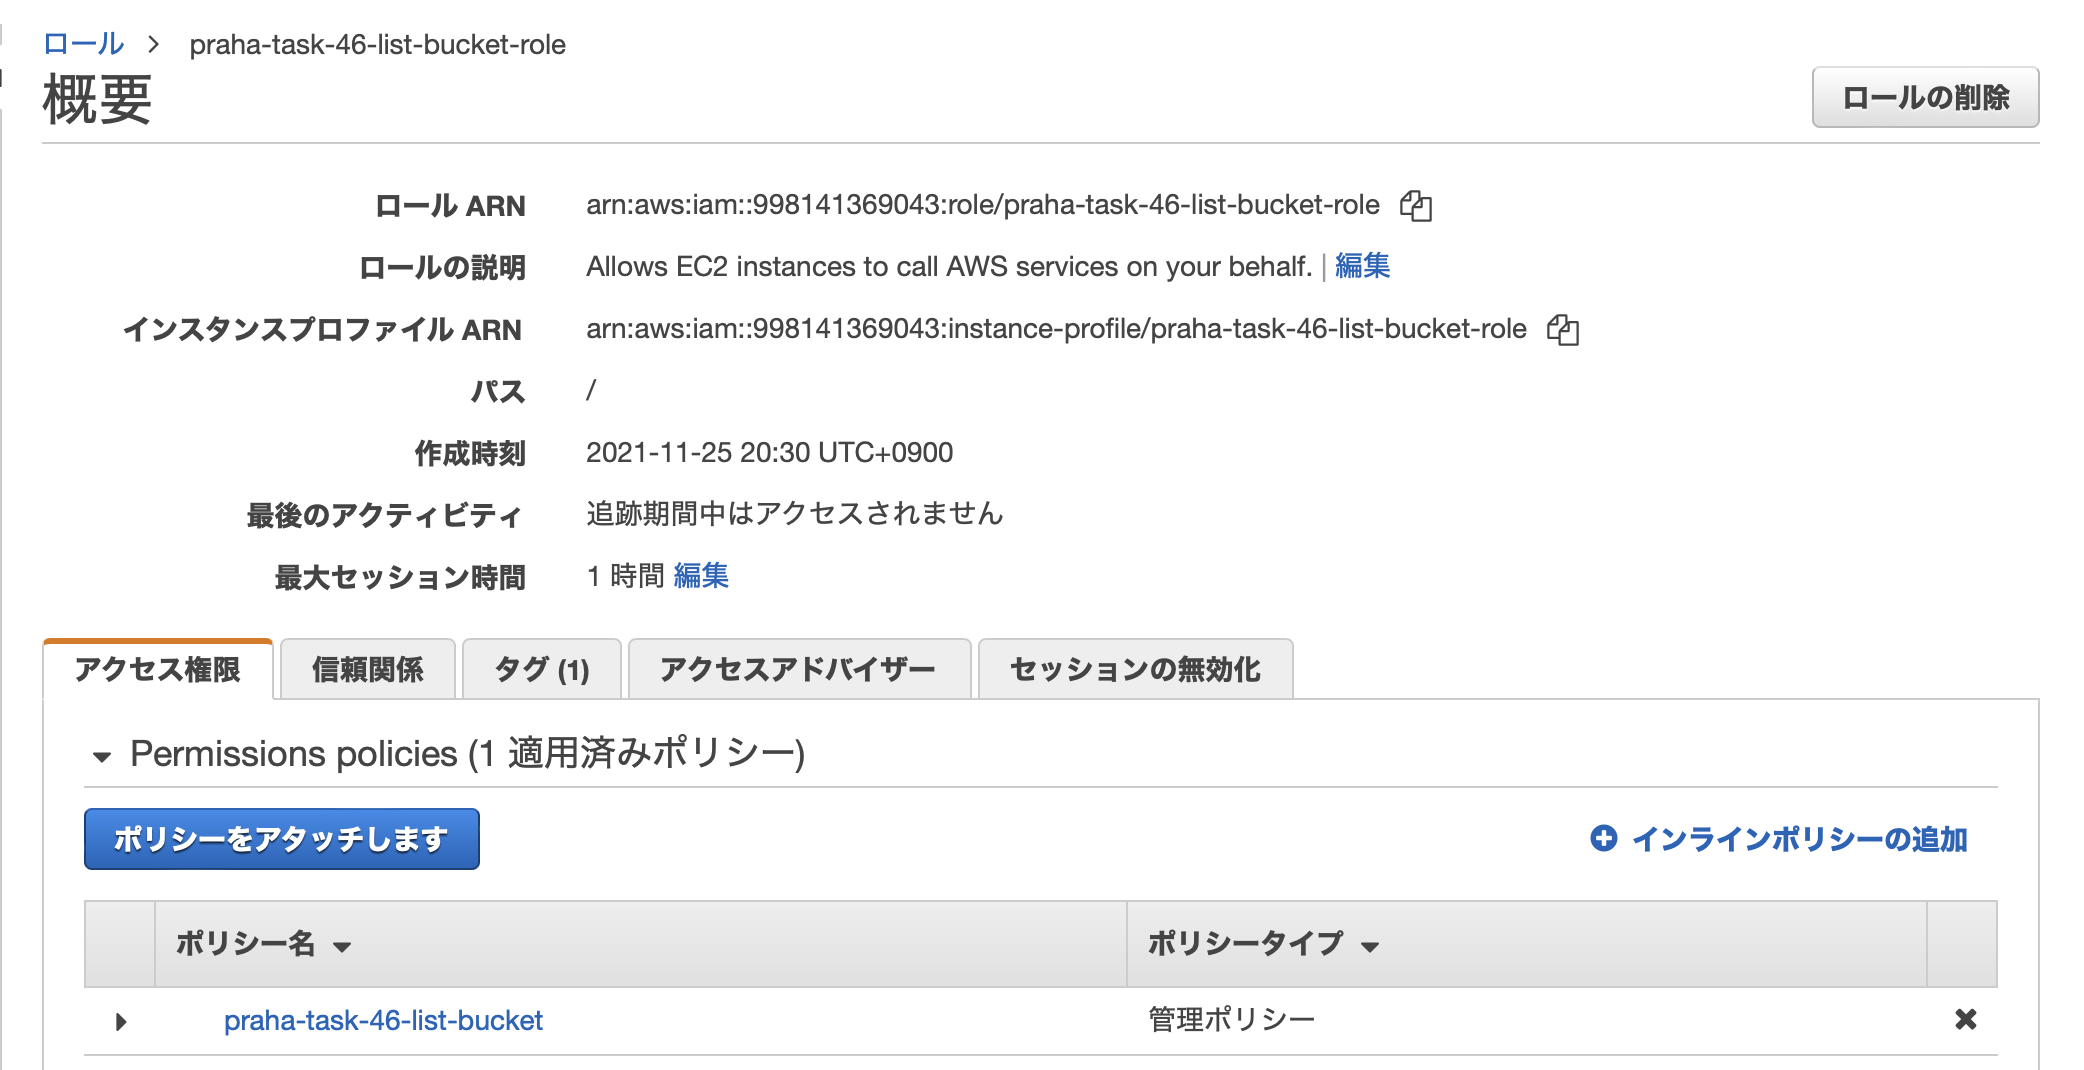 ロール > praha-task-46-list-bucket-role
概要
ロールの削除
ロール ARN arn:aws:iam::998141369043:role/praha-task-46-list-bucket-role
ロールの説明 Allows EC2 instances to call AWS services on your behalf. | 編集
インスタンスプロファイル ARN arn:aws:iam::998141369043:instance-profile/praha-task-46-list-bucket-role
パス /
作成時刻 2021-11-25 20:30 UTC+0900
最後のアクティビティ 追跡期間中はアクセスされません
最大セッション時間 1 時間 編集
アクセス権限 信頼関係 タグ (1) アクセスアドバイザー セッションの無効化
Permissions policies (1 適用済みポリシー)
ポリシーをアタッチします インラインポリシーの追加
ポリシー名 ポリシータイプ
praha-task-46-list-bucket 管理ポリシー